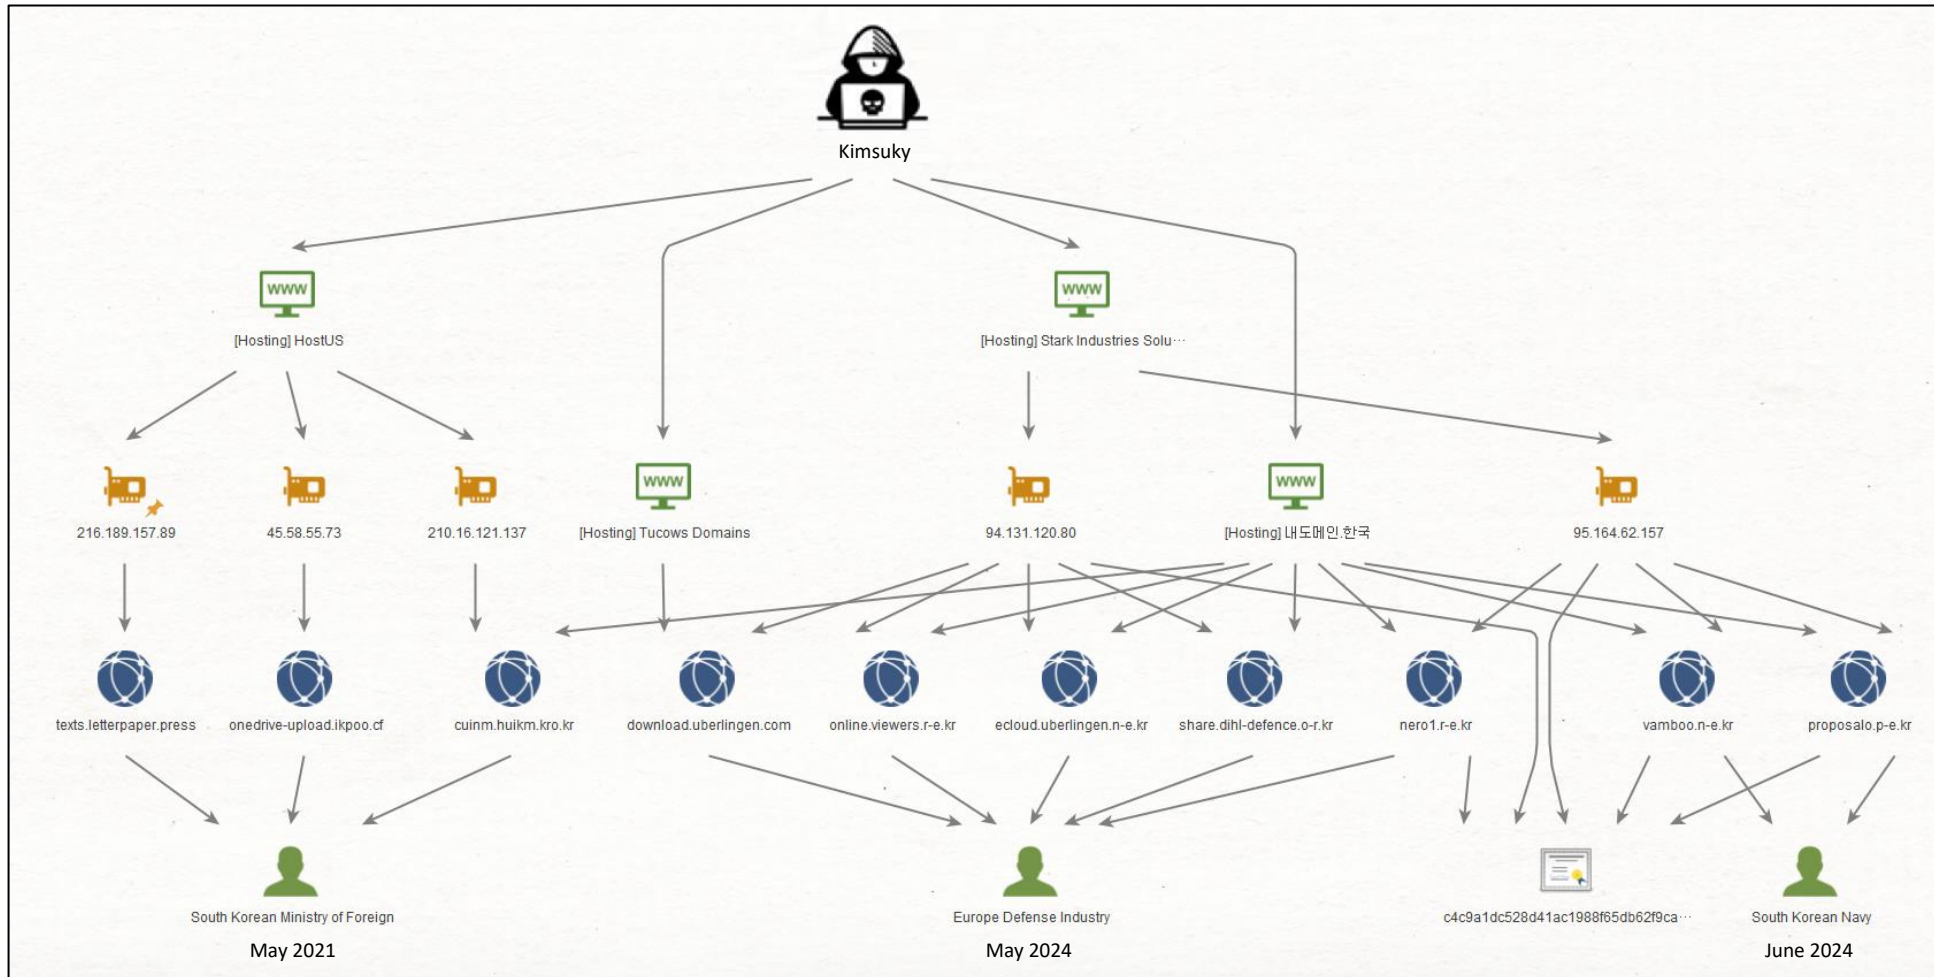 Kimsuky
WWW
WWW
[Hosting] HostUS
[Hosting] Stark Industries Solu···
WWW
WWW
216.189.157.89
45.58.55.73
210.16.121.137
[Hosting] Tucows Domains
94.131.120.80
[Hosting] 내도메인.한국
95.164.62.157
texts.letterpaper.press
onedrive-upload.ikpoo.cf
cuinm.huikm.kro.kr
download.uberlingen.com
online.viewers.r-e.kr
ecloud.uberlingen.n-e.kr
share.dihl-defence.o-r.kr
nero1.r-e.kr
vamboo.n-e.kr
proposalo.p-e.kr
South Korean Ministry of Foreign
Europe Defense Industry
c4c9a1dc528d41ac1988f65db62f9ca···
South Korean Navy
May 2021
May 2024
June 2024